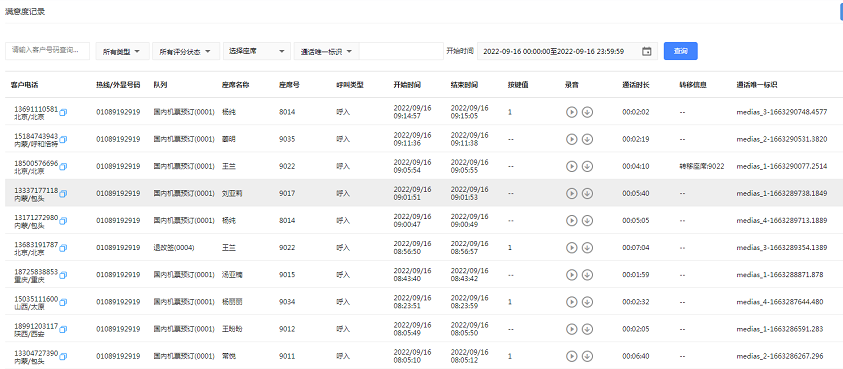 满意度记录
请输入客户号码查询... 所有类型 所有评分状态 选择座席 通话唯一标识 开始时间 2022-09-16 00:00:00至2022-09-16 23:59:59 查询
客户电话 热线/外显号码 队列 座席名称 座席号 呼叫类型 开始时间 结束时间 按键值 录音 通话时长 转移信息 通话唯一标识
13691110581 北京/北京 01089192919 国内机票预订(0001) 杨纯 8014 呼入 2022/09/16 09:14:57 2022/09/16 09:15:05 1 00:02:02 -- medias_3-1663290748.4577
15184743943 内蒙/呼和浩特 01089192919 国内机票预订(0001) 9035 呼入 2022/09/16 09:11:36 2022/09/16 09:11:38 -- 00:02:19 -- medias_2-1663290531.3820
18500576696 北京/北京 01089192919 国内机票预订(0001) 王兰 9022 呼入 2022/09/16 09:05:54 2022/09/16 09:05:55 -- 00:04:10 转移座席:9022 medias_1-1663290077.2514
13337177118 内蒙/包头 01089192919 国内机票预订(0001) 刘亚莉 9017 呼入 2022/09/16 09:01:51 2022/09/16 09:01:53 -- 00:05:40 -- medias_1-1663289738.1849
13171272980 内蒙/包头 01089192919 国内机票预订(0001) 杨纯 8014 呼入 2022/09/16 09:00:47 2022/09/16 09:00:49 -- 00:05:05 -- medias_4-1663289713.1889
13683191787 北京/北京 01089192919 退改签(0004) 王兰 9022 呼入 2022/09/16 08:56:50 2022/09/16 08:56:57 1 00:07:04 -- medias_3-1663289354.1389
18725838853 重庆/重庆 01089192919 国内机票预订(0001) 汤亚楠 9015 呼入 2022/09/16 08:43:40 2022/09/16 08:43:42 -- 00:01:59 -- medias_1-1663288871.878
15035111600 山西/太原 01089192919 国内机票预订(0001) 杨丽丽 9034 呼入 2022/09/16 08:23:51 2022/09/16 08:23:59 1 00:02:32 -- medias_4-1663287644.480
18991203117 陕西/西安 01089192919 国内机票预订(0001) 王盼盼 9012 呼入 2022/09/16 08:05:49 2022/09/16 08:05:50 -- 00:02:05 -- medias_1-1663286591.283
13304727390 内蒙/包头 01089192919 国内机票预订(0001) 常悦 9011 呼入 2022/09/16 08:05:10 2022/09/16 08:05:12 1 00:06:40 -- medias_2-1663286267.296